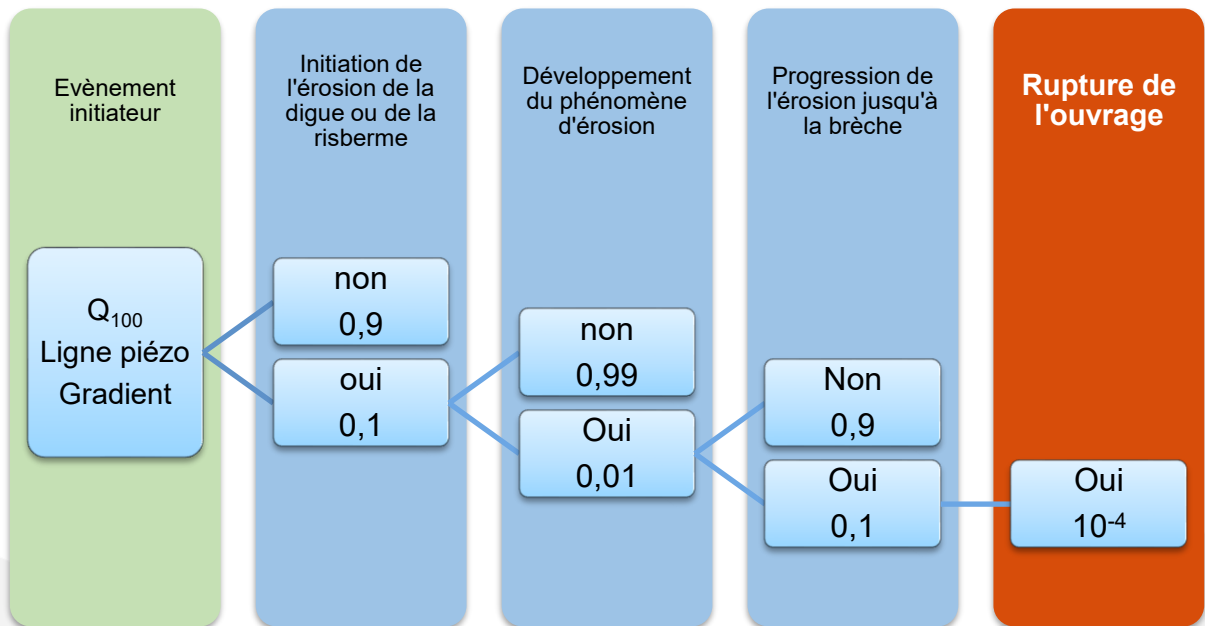 Evènement
initiateur
Initiation de
l'érosion de la
digue ou de la
risberme
Développement
du phénomène
d'érosion
Progression de
l'érosion jusqu'à
la brèche
Rupture de
l'ouvrage
Q₁₀₀
Ligne piézo
Gradient
non
0,9
oui
0,1
non
0,99
Oui
0,01
Non
0,9
Oui
0,1
Oui
10⁻⁴